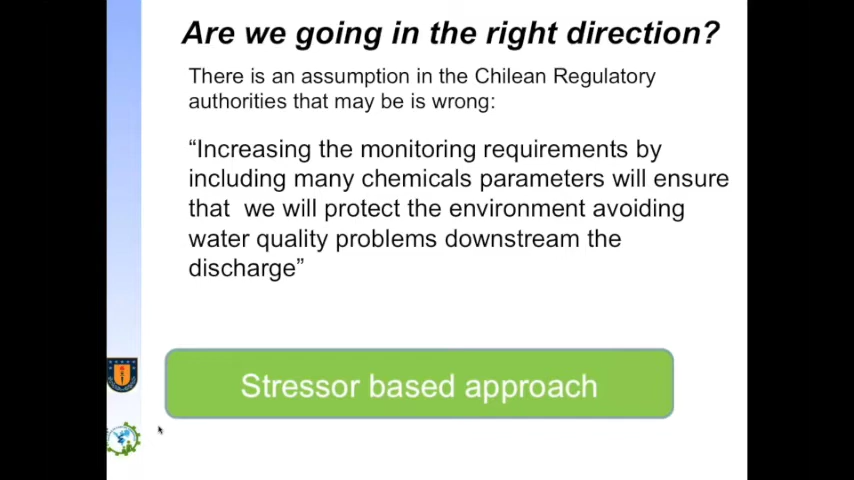 Are we going in the right direction?
There is an assumption in the Chilean Regulatory
authorities that may be is wrong:
“Increasing the monitoring requirements by
including many chemicals parameters will ensure
that  we will protect the environment avoiding
water quality problems downstream the
discharge”
Stressor based approach